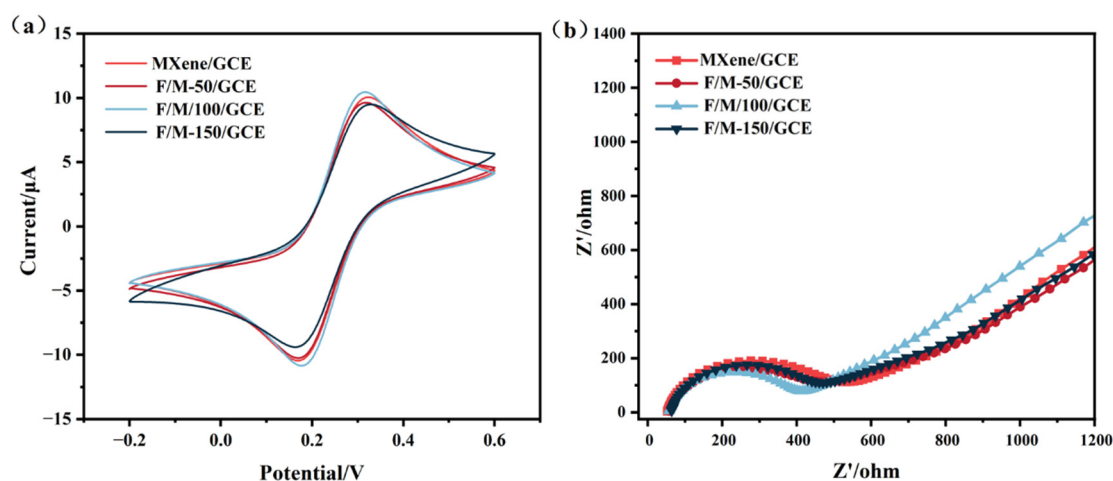 (a)
15
10
5
0
−5
−10
−15
Current/μA
MXene/GCE
F/M-50/GCE
F/M/100/GCE
F/M-150/GCE
−0.2
0.0
0.2
0.4
0.6
Potential/V
(b)
1400
1200
1000
800
600
400
200
0
Z'/ohm
MXene/GCE
F/M-50/GCE
F/M/100/GCE
F/M-150/GCE
0
200
400
600
800
1000
1200
Z'/ohm